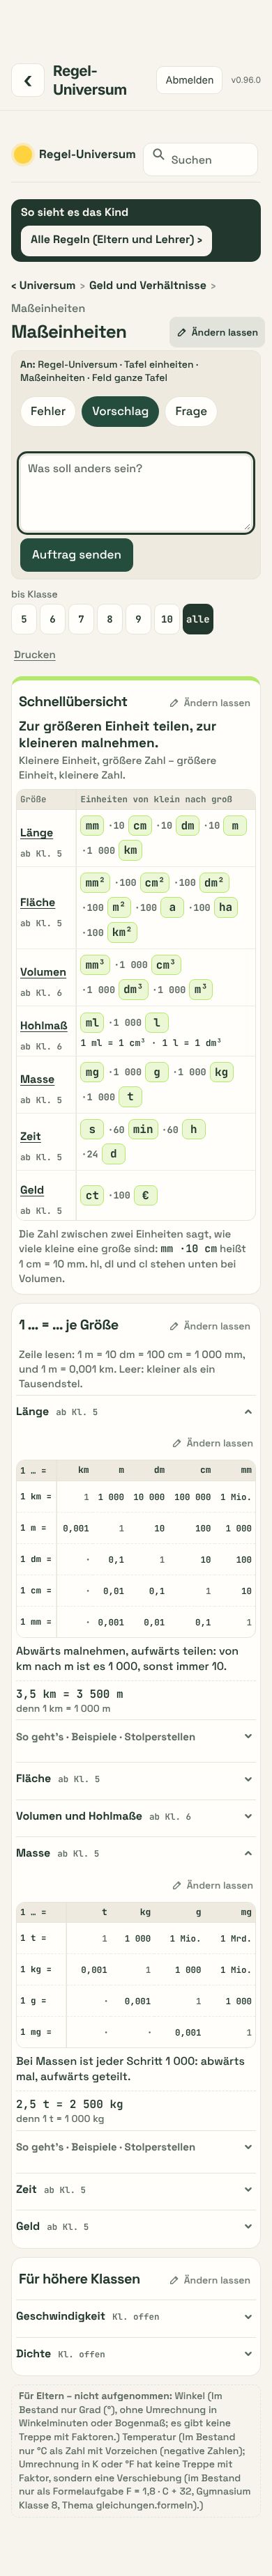 ‹
Regel-
Universum
Abmelden
v0.96.0
Regel-Universum
Suchen
So sieht es das Kind
Alle Regeln (Eltern und Lehrer) ›
‹ Universum > Geld und Verhältnisse >
Maßeinheiten
Maßeinheiten
Ändern lassen
An: Regel-Universum · Tafel einheiten ·
Maßeinheiten · Feld ganze Tafel
Fehler
Vorschlag
Frage
Was soll anders sein?
Auftrag senden
bis Klasse
5 6 7 8 9 10 alle
Drucken
Schnellübersicht
Ändern lassen
Zur größeren Einheit teilen, zur
kleineren malnehmen.
Kleinere Einheit, größere Zahl – größere
Einheit, kleinere Zahl.
Größe Einheiten von klein nach groß
Länge
ab Kl. 5
mm ·10 cm ·10 dm ·10 m
·1 000 km
Fläche
ab Kl. 5
mm² ·100 cm² ·100 dm²
·100 m² ·100 a ·100 ha
·100 km²
Volumen
ab Kl. 6
mm³ ·1 000 cm³
·1 000 dm³ ·1 000 m³
Hohlmaß
ab Kl. 6
ml ·1 000 l
1 ml = 1 cm³ · 1 l = 1 dm³
Masse
ab Kl. 5
mg ·1 000 g ·1 000 kg
·1 000 t
Zeit
ab Kl. 5
s ·60 min ·60 h
·24 d
Geld
ab Kl. 5
ct ·100 €
Die Zahl zwischen zwei Einheiten sagt, wie
viele kleine eine große sind: mm ·10 cm heißt
1 cm = 10 mm. hl, dl und cl stehen unten bei
Volumen.
1 … = … je Größe
Ändern lassen
Zeile lesen: 1 m = 10 dm = 100 cm = 1 000 mm,
und 1 m = 0,001 km. Leer: kleiner als ein
Tausendstel.
Länge ab Kl. 5
Ändern lassen
1 … = km m dm cm mm
1 km = 1 1 000 10 000 100 000 1 Mio.
1 m = 0,001 1 10 100 1 000
1 dm = · 0,1 1 10 100
1 cm = · 0,01 0,1 1 10
1 mm = · 0,001 0,01 0,1 1
Abwärts malnehmen, aufwärts teilen: von
km nach m ist es 1 000, sonst immer 10.
3,5 km = 3 500 m
denn 1 km = 1 000 m
So geht's · Beispiele · Stolperstellen
Fläche ab Kl. 5
Volumen und Hohlmaße ab Kl. 6
Masse ab Kl. 5
Ändern lassen
1 … = t kg g mg
1 t = 1 1 000 1 Mio. 1 Mrd.
1 kg = 0,001 1 1 000 1 Mio.
1 g = · 0,001 1 1 000
1 mg = · · 0,001 1
Bei Massen ist jeder Schritt 1 000: abwärts
mal, aufwärts geteilt.
2,5 t = 2 500 kg
denn 1 t = 1 000 kg
So geht's · Beispiele · Stolperstellen
Zeit ab Kl. 5
Geld ab Kl. 5
Für höhere Klassen
Ändern lassen
Geschwindigkeit Kl. offen
Dichte Kl. offen
Für Eltern – nicht aufgenommen: Winkel (Im
Bestand nur Grad (°), ohne Umrechnung in
Winkelminuten oder Bogenmaß; es gibt keine
Treppe mit Faktoren.) Temperatur (Im Bestand
nur °C als Zahl mit Vorzeichen (negative Zahlen);
Umrechnung in K oder °F hat keine Treppe mit
Faktor, sondern eine Verschiebung (im Bestand
nur als Formelaufgabe F = 1,8 · C + 32, Gymnasium
Klasse 8, Thema gleichungen.formeln).)